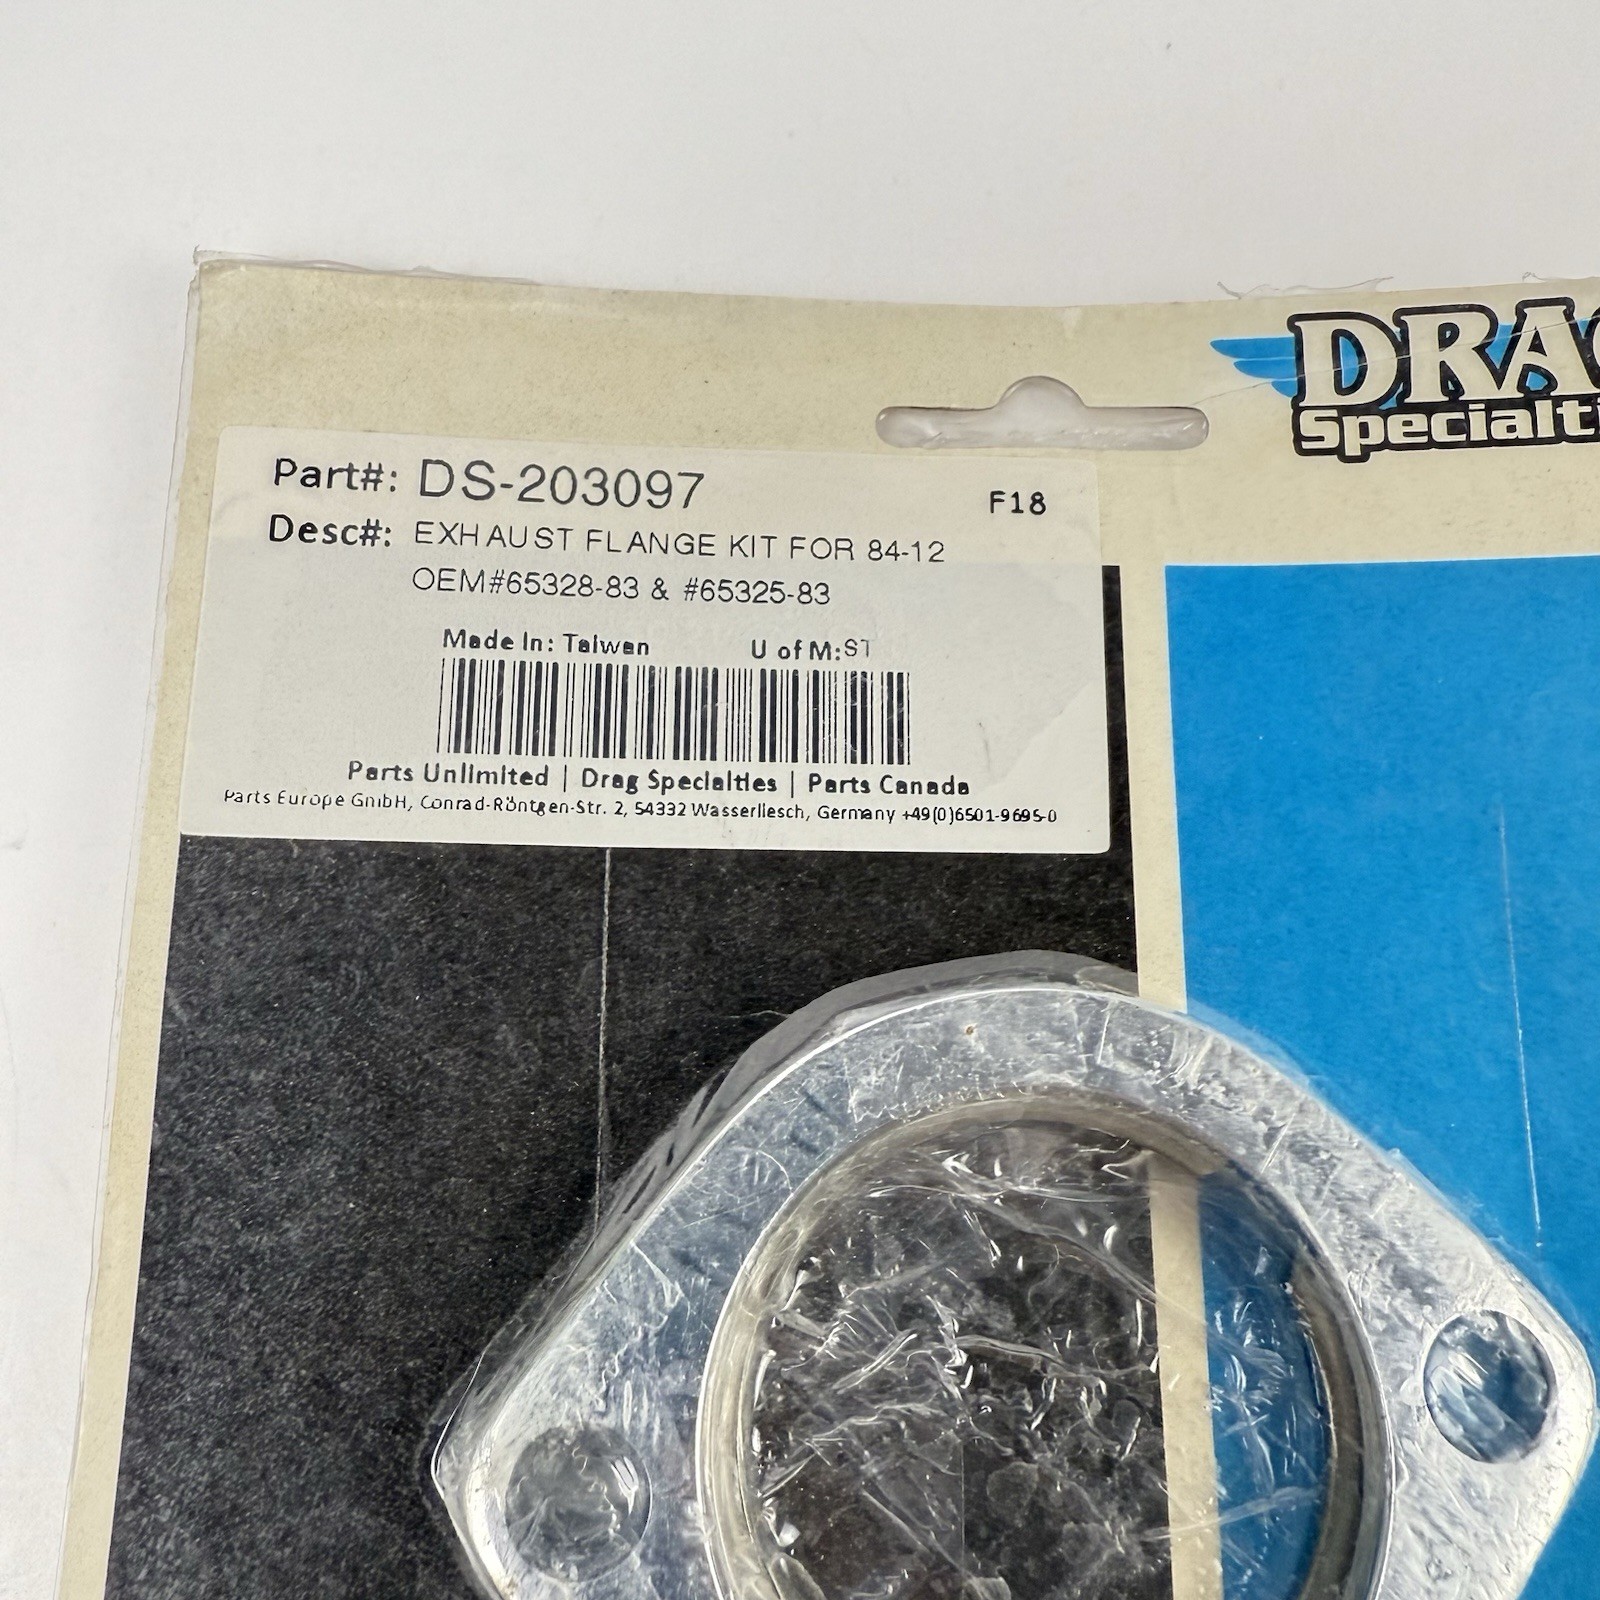 DRAG
Specialti
Part#: DS-203097
F18
Desc#: EXHAUST FLANGE KIT FOR 84-12
OEM#65328-83 & #65325-83
Made In: Taiwan U of M:ST
Parts Unlimited | Drag Specialties | Parts Canada
Parts Europe GmbH, Conrad-Röntgen-Str. 2, 54332 Wasserliesch, Germany +49(0)6501-9695-0